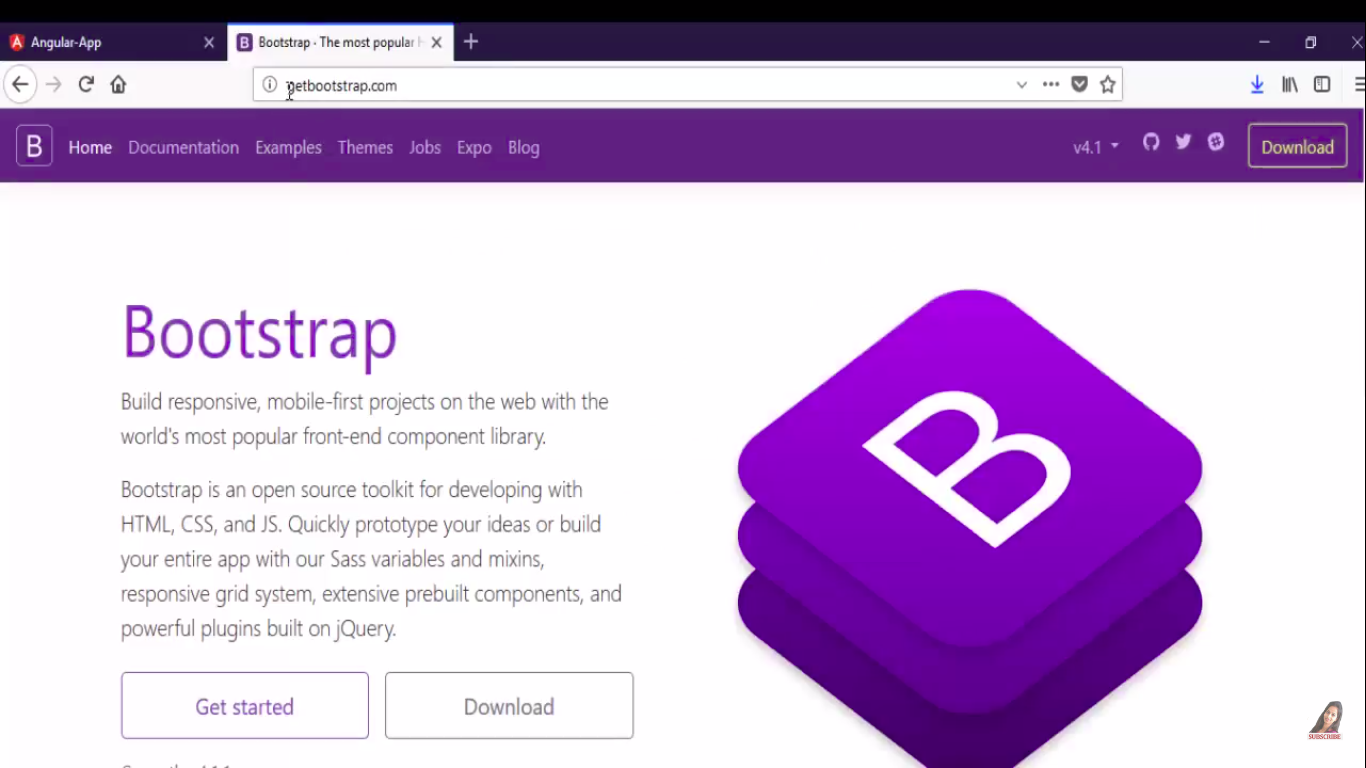 Angular-App
Bootstrap · The most popular H
getbootstrap.com
B Home Documentation Examples Themes Jobs Expo Blog v4.1 Download
Bootstrap
Build responsive, mobile-first projects on the web with the
world's most popular front-end component library.
Bootstrap is an open source toolkit for developing with
HTML, CSS, and JS. Quickly prototype your ideas or build
your entire app with our Sass variables and mixins,
responsive grid system, extensive prebuilt components, and
powerful plugins built on jQuery.
Get started
Download
B
SUBSCRIBE